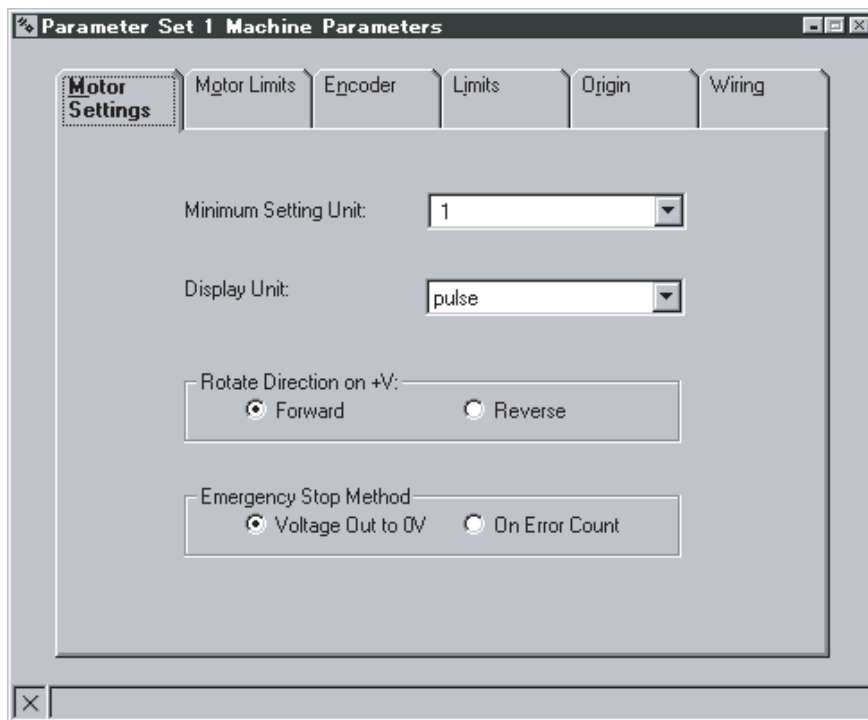 Parameter Set 1 Machine Parameters
Motor Settings
Motor Limits
Encoder
Limits
Origin
Wiring
Minimum Setting Unit:
1
Display Unit:
pulse
Rotate Direction on +V:
Forward
Reverse
Emergency Stop Method
Voltage Out to 0V
On Error Count